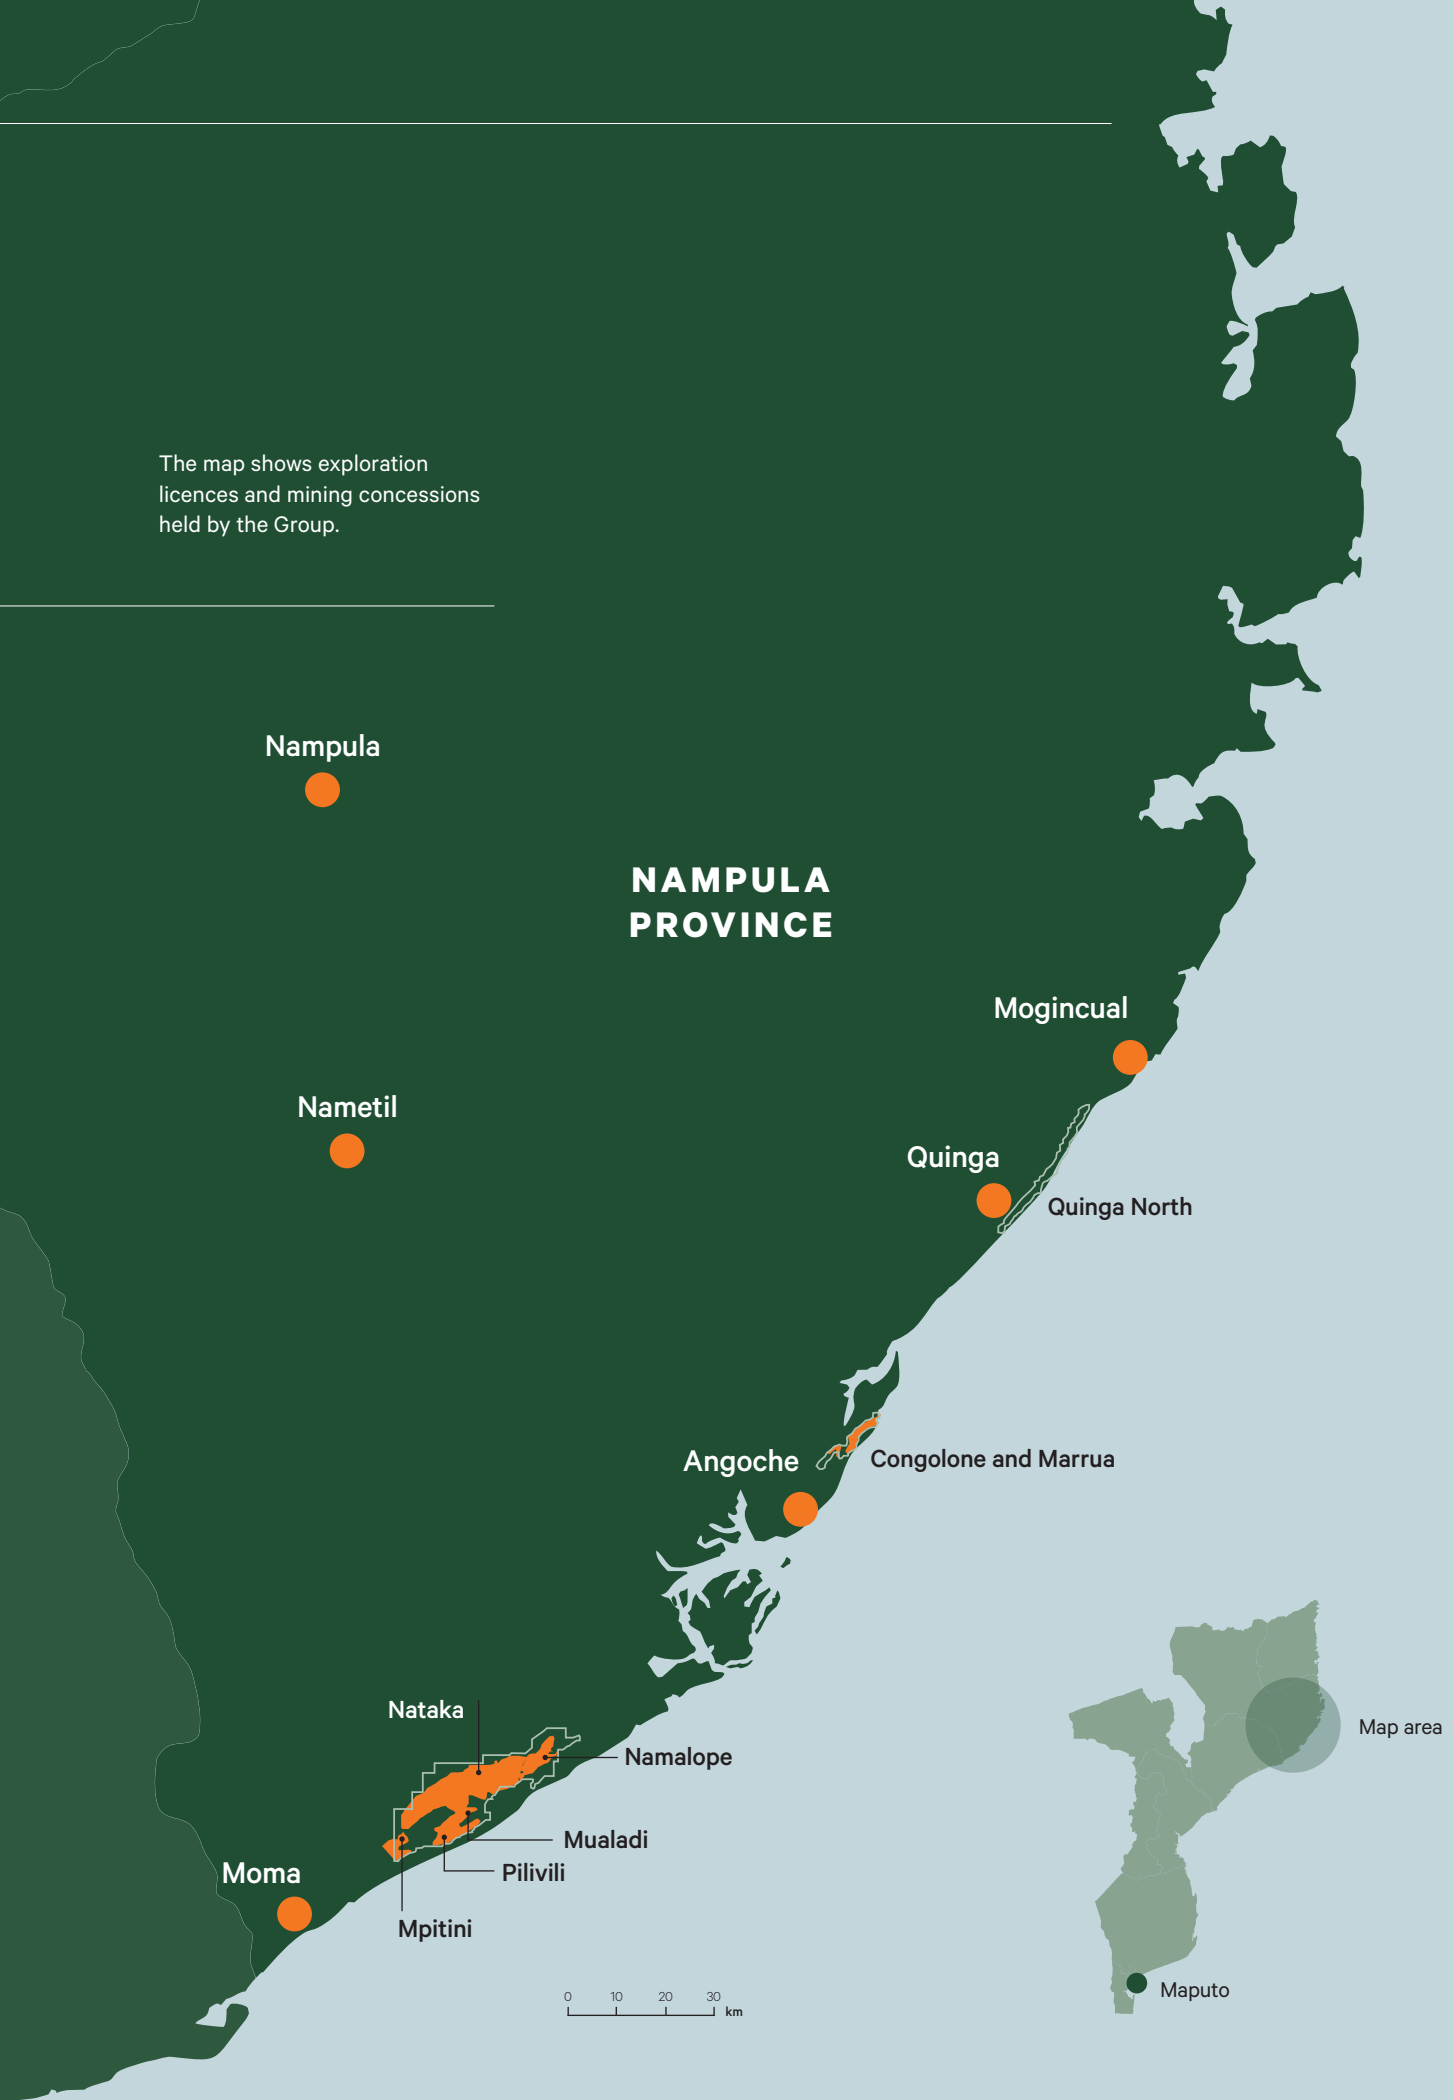 The map shows exploration
licences and mining concessions
held by the Group.
Nampula
NAMPULA
PROVINCE
Mogincual
Nametil
Quinga
Quinga North
Angoche
Congolone and Marrua
Nataka
Map area
Namalope
Mualadi
Moma
Pilivili
Mpitini
Maputo
0 10 20 30
km